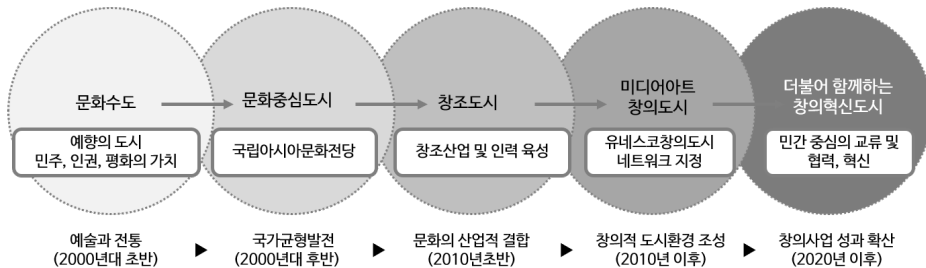 문화수도
문화중심도시
창조도시
미디어아트
창의도시
더불어 함께하는
창의혁신도시
예향의 도시
민주, 인권, 평화의 가치
국립아시아문화전당
창조산업 및 인력 육성
유네스코창의도시
네트워크 지정
민간 중심의 교류 및
협력, 혁신
예술과 전통
(2000년대 초반)
국가균형발전
(2000년대 후반)
문화의 산업적 결합
(2010년초반)
창의적 도시환경 조성
(2010년 이후)
창의사업 성과 확산
(2020년 이후)